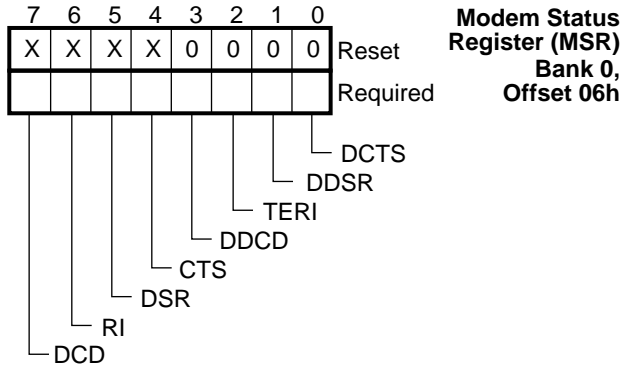 7 6 5 4 3 2 1 0
X X X X 0 0 0 0 Reset
Required
Modem Status
Register (MSR)
Bank 0,
Offset 06h
DCTS
DDSR
TERI
DDCD
CTS
DSR
RI
DCD